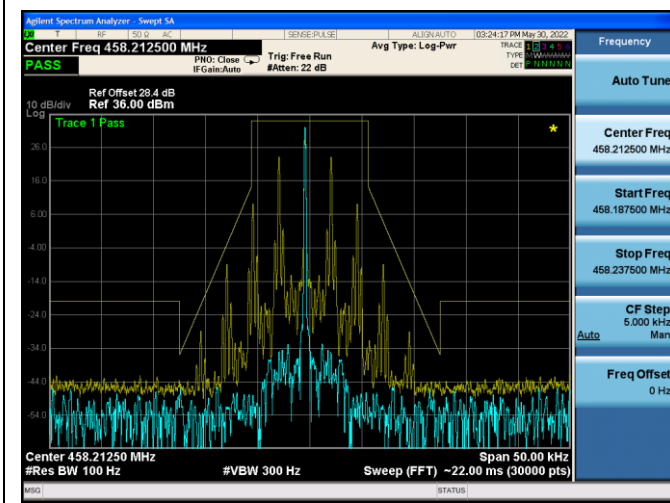 Agilent Spectrum Analyzer - Swept SA
T RF 50 Ω AC SENSE:PULSE ALIGN AUTO 03:24:17 PM May 30, 2022
Center Freq 458.212500 MHz
PASS
PNO: Close
IFGain:Auto
Trig: Free Run
#Atten: 22 dB
Avg Type: Log-Pwr
TRACE 1 2 3 4 5 6
TYPE
DET P N N N N N
Ref Offset 28.4 dB
10 dB/div Ref 36.00 dBm
Log
Trace 1 Pass
26.0
16.0
6.00
-4.00
-14.0
-24.0
-34.0
-44.0
-54.0
Center 458.21250 MHz
Span 50.00 kHz
#Res BW 100 Hz
#VBW 300 Hz
Sweep (FFT) ~22.00 ms (30000 pts)
MSG
STATUS
Frequency
Auto Tune
Center Freq
458.212500 MHz
Start Freq
458.187500 MHz
Stop Freq
458.237500 MHz
CF Step
5.000 kHz
Auto Man
Freq Offset
0 Hz